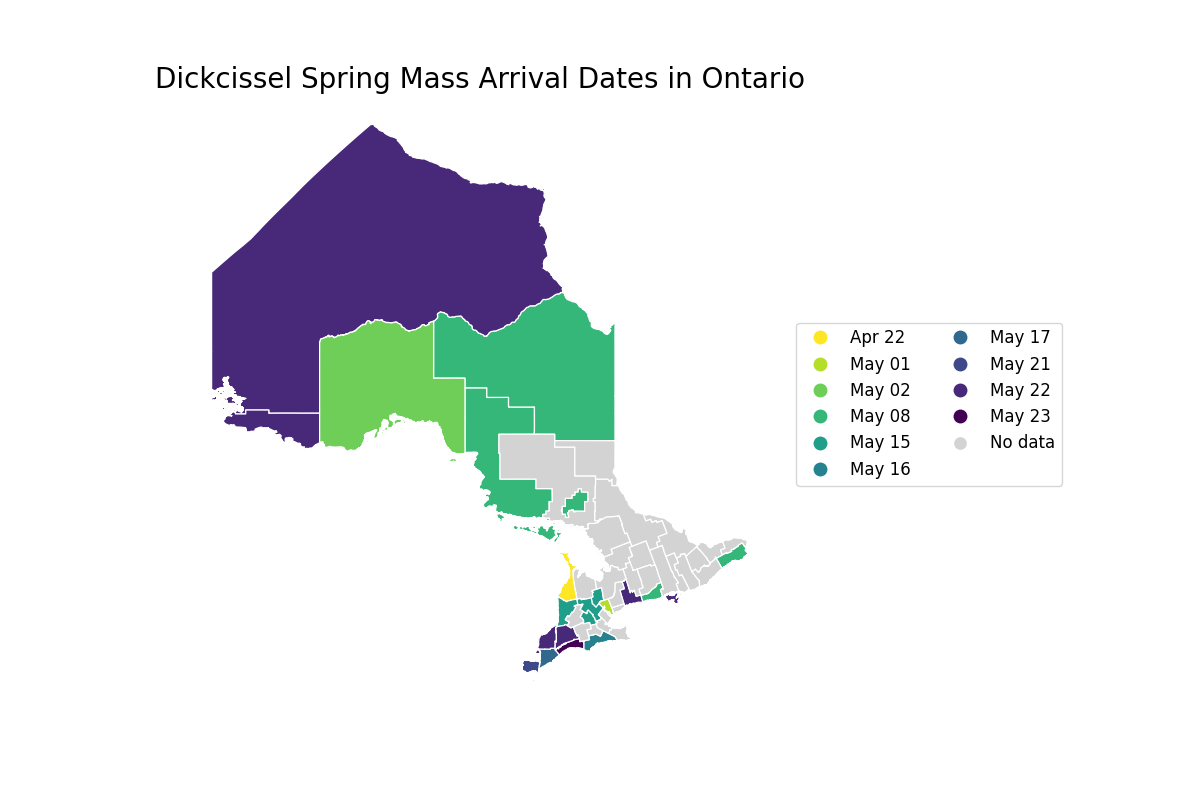 Dickcissel Spring Mass Arrival Dates in Ontario
Apr 22
May 01
May 02
May 08
May 15
May 16
May 17
May 21
May 22
May 23
No data